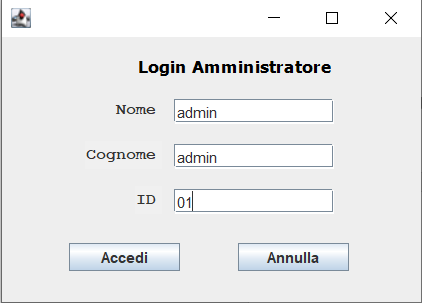 Login Amministratore
Nome admin
Cognome admin
ID 01
Accedi Annulla